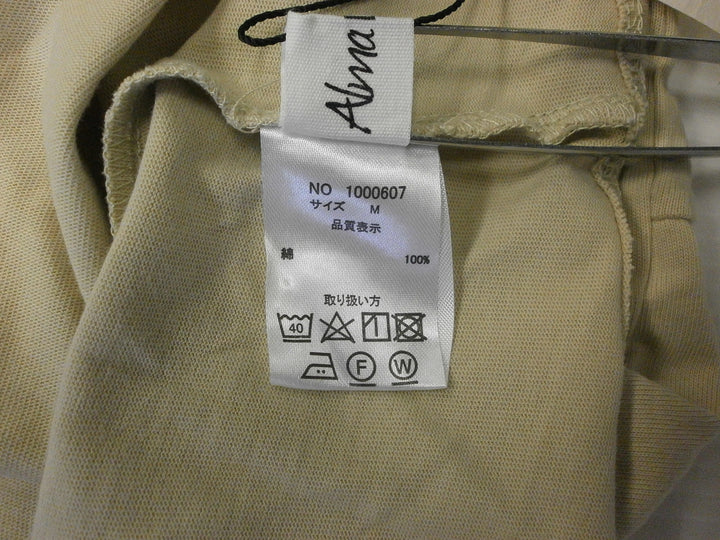 Alma
NO 1000607
サイズ M
品質表示
綿 100%
取り扱い方
40
F W